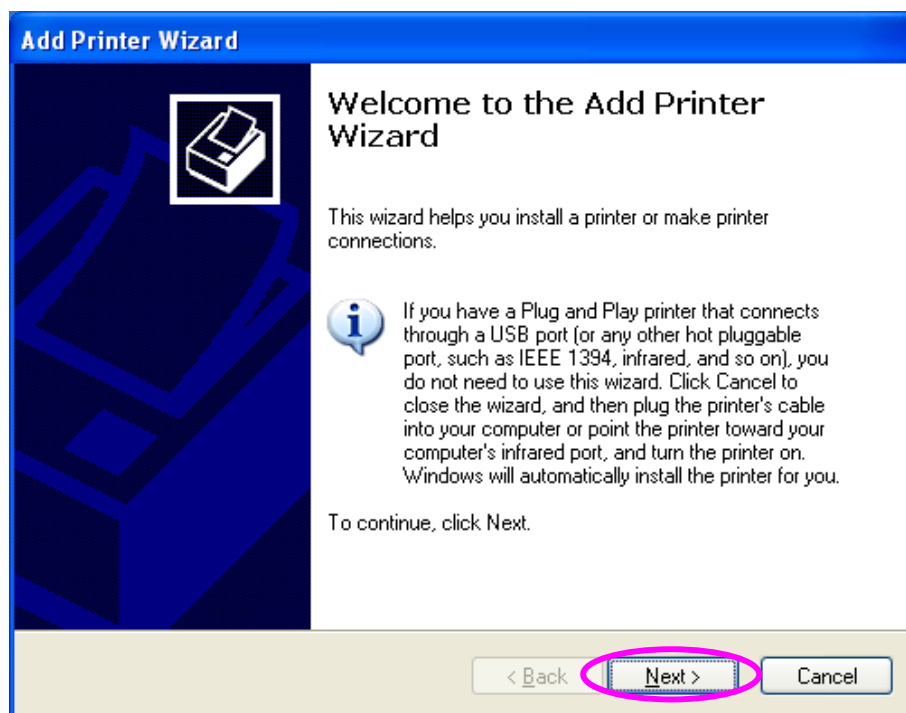 Add Printer Wizard
Welcome to the Add Printer
Wizard
This wizard helps you install a printer or make printer
connections.
If you have a Plug and Play printer that connects
through a USB port (or any other hot pluggable
port, such as IEEE 1394, infrared, and so on), you
do not need to use this wizard. Click Cancel to
close the wizard, and then plug the printer's cable
into your computer or point the printer toward your
computer's infrared port, and turn the printer on.
Windows will automatically install the printer for you.
To continue, click Next.
< Back Next > Cancel